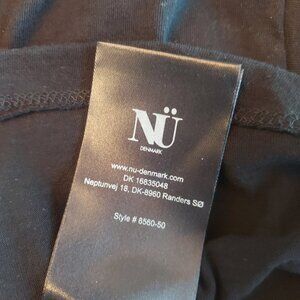 NÜ
DENMARK
www.nu-denmark.com
DK 16835048
Neptunvej 18, DK-8960 Randers SØ
Style # 6560-50